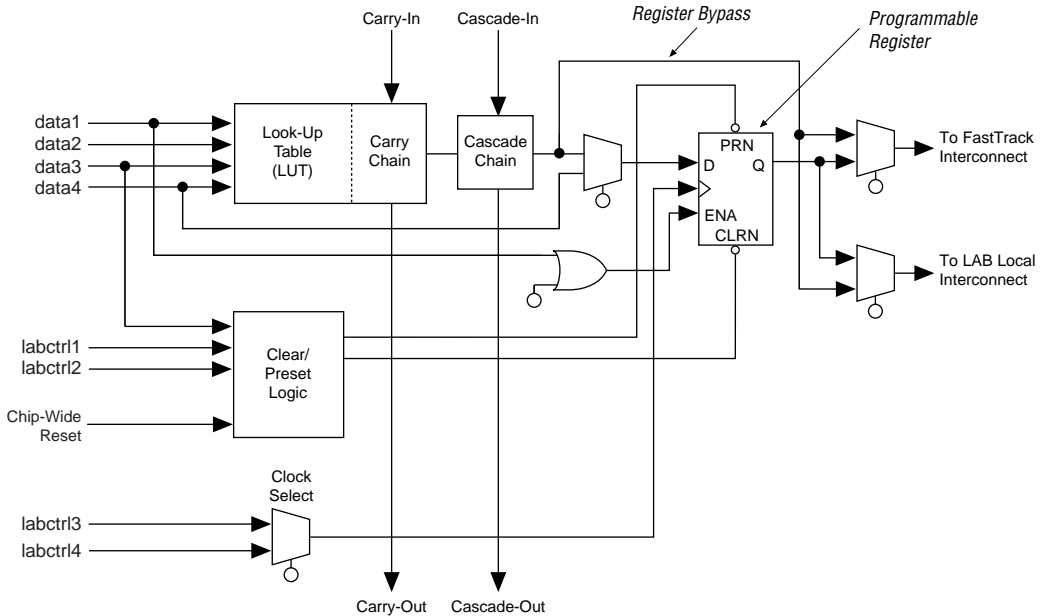 Carry-In
Cascade-In
Register Bypass
Programmable
Register
data1
data2
data3
data4
Look-Up
Table
(LUT)
Carry
Chain
Cascade
Chain
PRN
D
Q
ENA
CLRN
To FastTrack
Interconnect
To LAB Local
Interconnect
labctrl1
labctrl2
Clear/
Preset
Logic
Chip-Wide
Reset
Clock
Select
labctrl3
labctrl4
Carry-Out
Cascade-Out